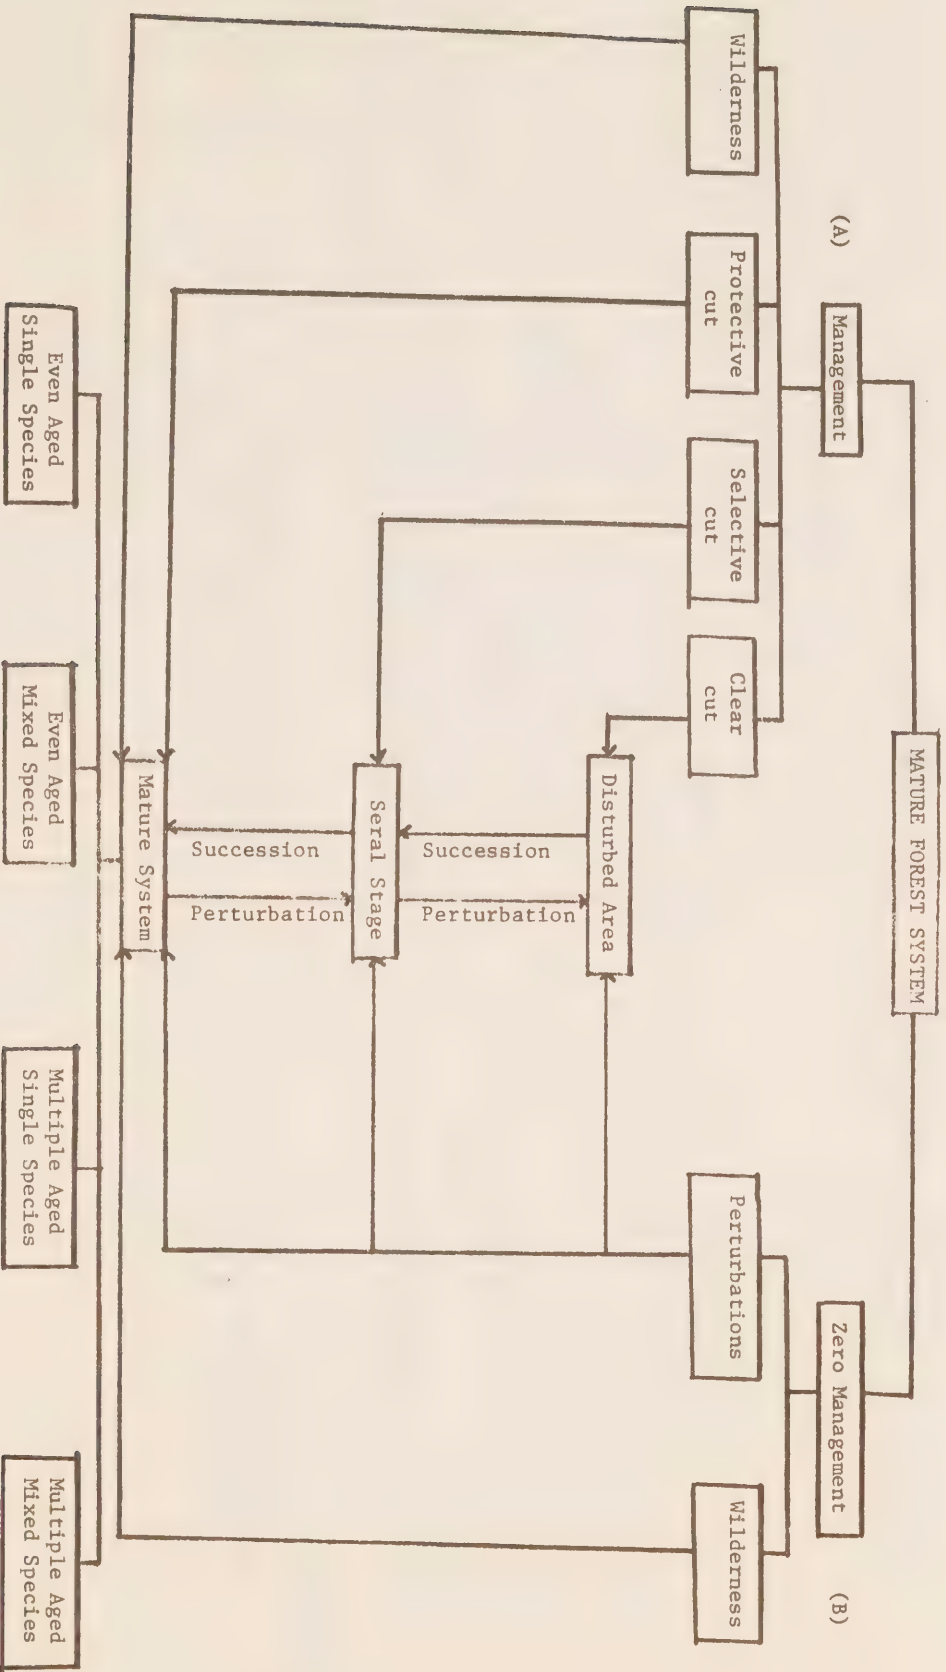 MATURE FOREST SYSTEM
(A)
Management
Zero Management
(B)
Wilderness
Protective
cut
Selective
cut
Clear
cut
Perturbations
Wilderness
Disturbed Area
Succession
Perturbation
Seral Stage
Succession
Perturbation
Mature System
Even Aged
Single Species
Even Aged
Mixed Species
Multiple Aged
Single Species
Multiple Aged
Mixed Species